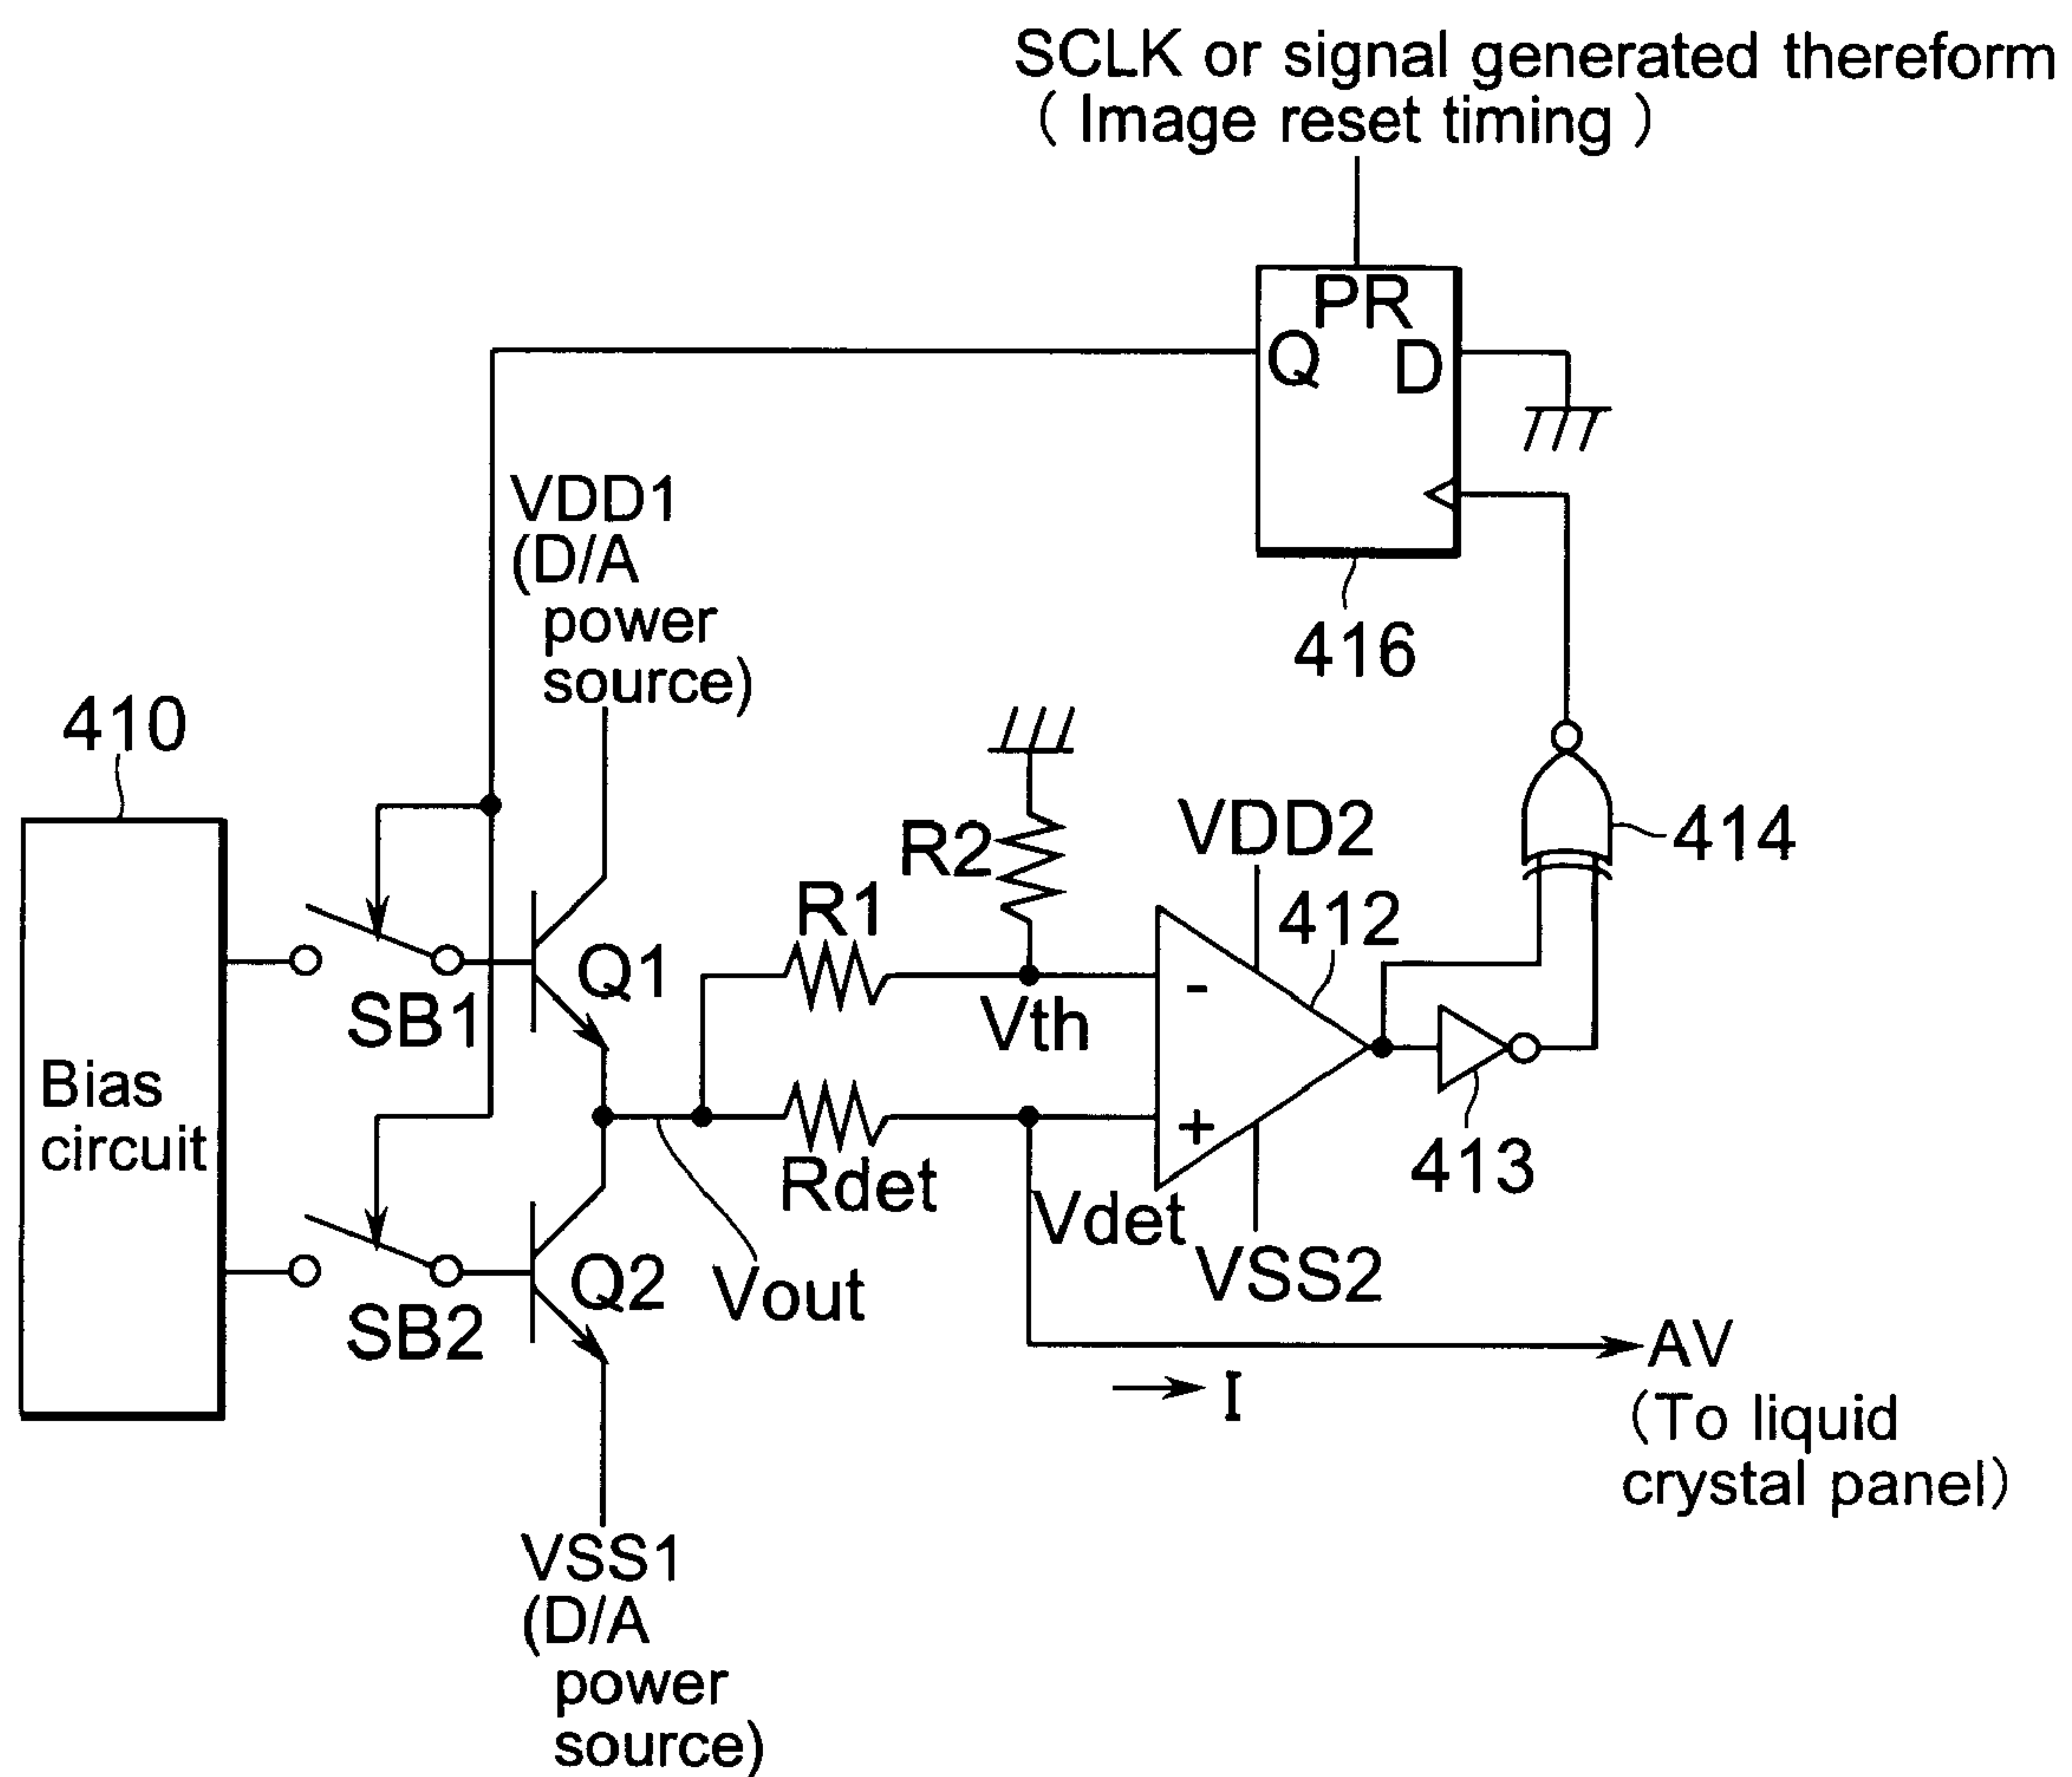 SCLK or signal generated thereform
( Image reset timing )
PR
Q
D
416
VDD1
(D/A
power
source)
410
Bias
circuit
SB1
Q1
R1
R2
Vth
VDD2
412
-
+
414
413
Rdet
Vdet
VSS2
SB2
Q2
Vout
I
AV
(To liquid
crystal panel)
VSS1
(D/A
power
source)